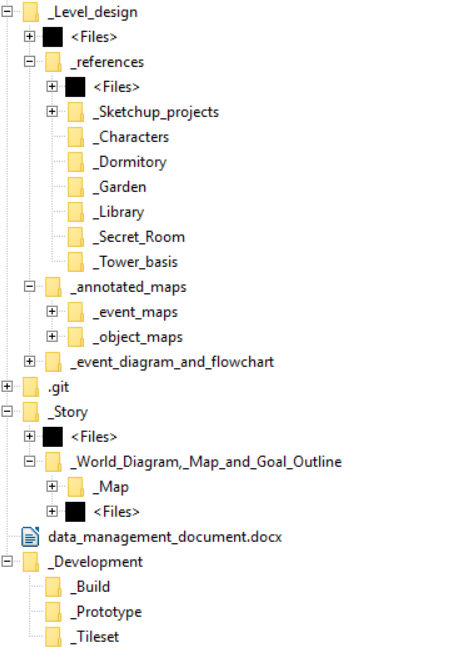 _Level_design
<Files>
_references
<Files>
_Sketchup_projects
_Characters
_Dormitory
_Garden
_Library
_Secret_Room
_Tower_basis
_annotated_maps
_event_maps
_object_maps
_event_diagram_and_flowchart
.git
_Story
<Files>
_World_Diagram,_Map_and_Goal_Outline
_Map
<Files>
data_management_document.docx
_Development
_Build
_Prototype
_Tileset